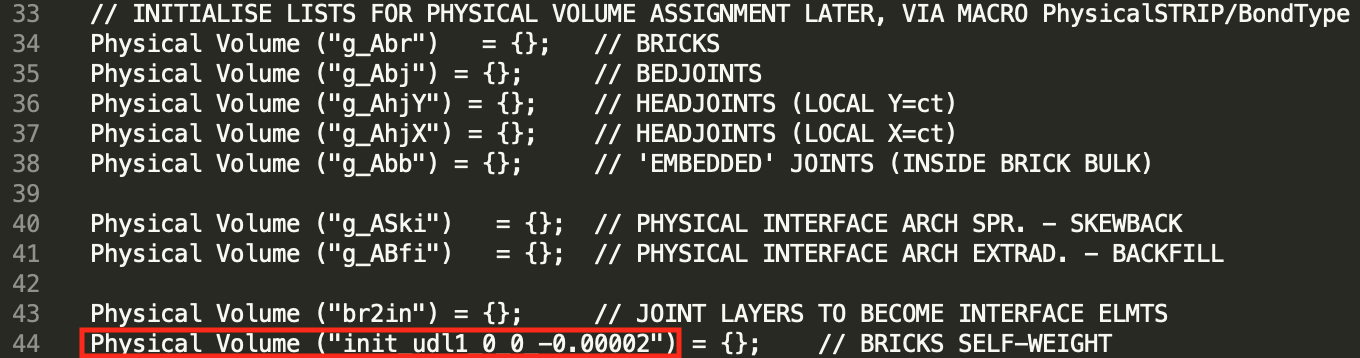 33 // INITIALISE LISTS FOR PHYSICAL VOLUME ASSIGNMENT LATER, VIA MACRO PhysicalSTRIP/BondType
34 Physical Volume ("g_Abr")   = {};   // BRICKS
35 Physical Volume ("g_Abj") = {};     // BEDJOINTS
36 Physical Volume ("g_AhjY") = {};    // HEADJOINTS (LOCAL Y=ct)
37 Physical Volume ("g_AhjX") = {};    // HEADJOINTS (LOCAL X=ct)
38 Physical Volume ("g_Abb") = {};     // 'EMBEDDED' JOINTS (INSIDE BRICK BULK)
39
40 Physical Volume ("g_ASki")   = {};  // PHYSICAL INTERFACE ARCH SPR. - SKEWBACK
41 Physical Volume ("g_ABfi")   = {};  // PHYSICAL INTERFACE ARCH EXTRAD. - BACKFILL
42
43 Physical Volume ("br2in") = {};     // JOINT LAYERS TO BECOME INTERFACE ELMTS
44 Physical Volume ("init_udl1_0_0_-0.00002") = {};    // BRICKS SELF-WEIGHT